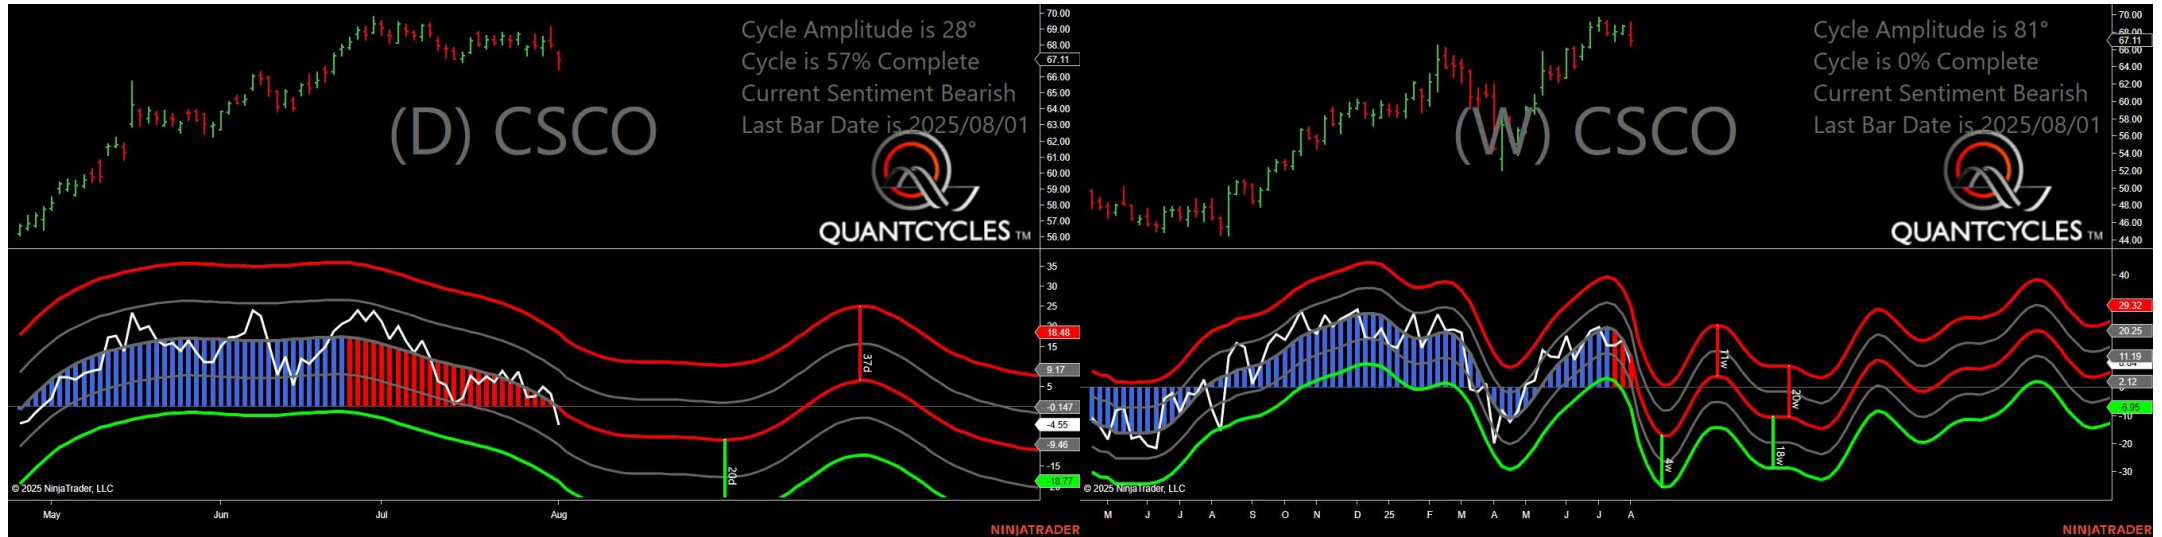 Cycle Amplitude is 28°
Cycle is 57% Complete
Current Sentiment Bearish
Last Bar Date is 2025/08/01
(D) CSCO
QUANTCYCLES TM
70.00
69.00
68.00
67.11
66.00
65.00
64.00
63.00
62.00
61.00
60.00
59.00
58.00
57.00
56.00
35
30
25
18.48
15
9.17
5
-0.147
-4.55
-9.46
-15
-18.77
37d
20d
© 2025 NinjaTrader, LLC
May Jun Jul Aug
NINJATRADER
Cycle Amplitude is 81°
Cycle is 0% Complete
Current Sentiment Bearish
Last Bar Date is 2025/08/01
(W) CSCO
QUANTCYCLES TM
70.00
68.00
67.11
66.00
64.00
62.00
60.00
58.00
56.00
54.00
52.00
50.00
48.00
46.00
44.00
40
29.32
20.25
11.19
2.12
-6.95
-10
-20
-30
11w
20w
4w
18w
© 2025 NinjaTrader, LLC
M J J A S O N D 25 F M A M J J A
NINJATRADER